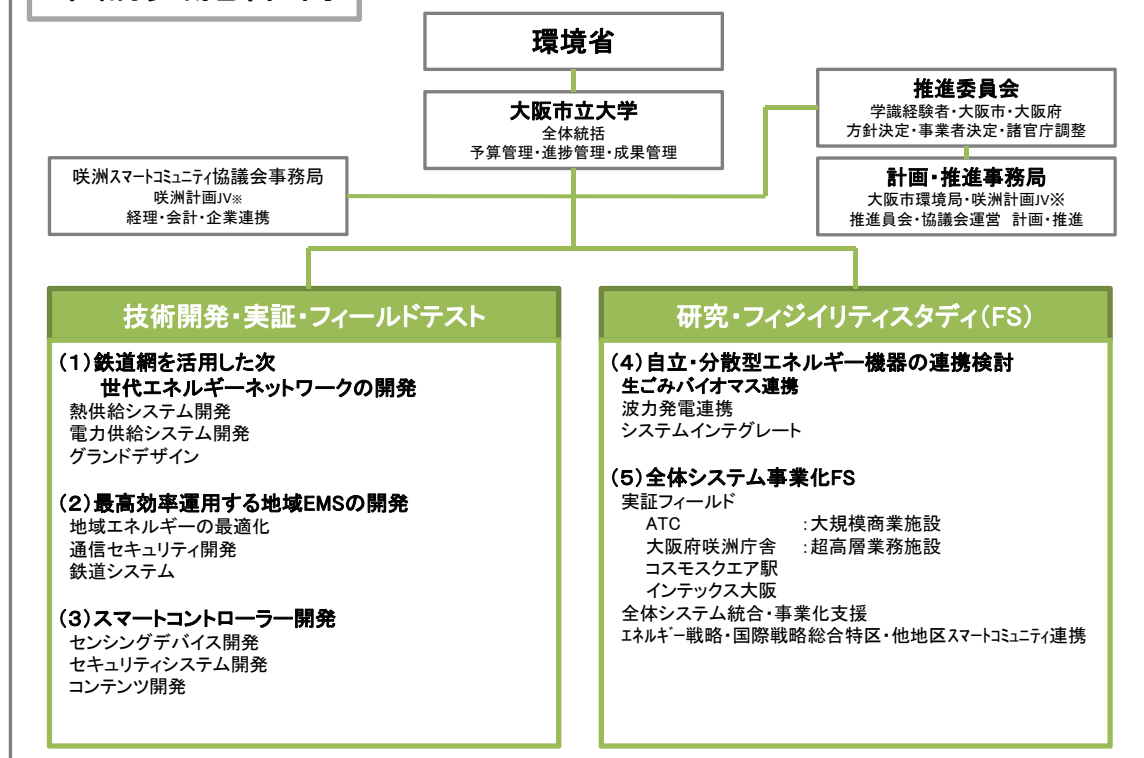 環境省
大阪市立大学
全体統括
予算管理・進捗管理・成果管理
推進委員会
学識経験者・大阪市・大阪府
方針決定・事業者決定・諸官庁調整
咲洲スマートコミュニティ協議会事務局
咲洲計画JV※
経理・会計・企業連携
計画・推進事務局
大阪市環境局・咲洲計画JV※
推進員会・協議会運営 計画・推進
技術開発・実証・フィールドテスト
(1)鉄道網を活用した次
世代エネルギーネットワークの開発
熱供給システム開発
電力供給システム開発
グランドデザイン
(2)最高効率運用する地域EMSの開発
地域エネルギーの最適化
通信セキュリティ開発
鉄道システム
(3)スマートコントローラー開発
センシングデバイス開発
セキュリティシステム開発
コンテンツ開発
研究・フィジイリティスタディ(FS)
(4)自立・分散型エネルギー機器の連携検討
生ごみバイオマス連携
波力発電連携
システムインテグレート
(5)全体システム事業化FS
実証フィールド
ATC :大規模商業施設
大阪府咲洲庁舎 :超高層業務施設
コスモスクエア駅
インテックス大阪
全体システム統合・事業化支援
エネルギー戦略・国際戦略総合特区・他地区スマートコミュニティ連携